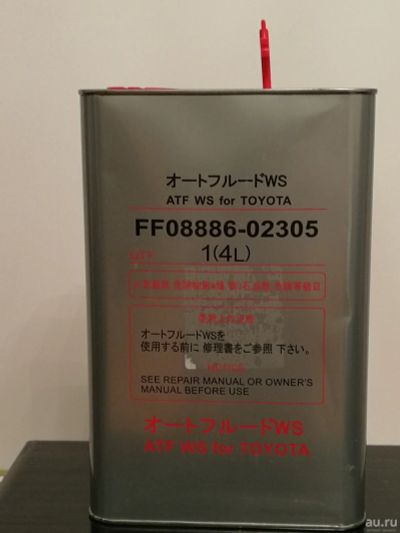 オートフルードWS
ATF WS for TOYOTA
FF08886-02305
1(4L)
オートフルードWSを
使用する前に 修理書をご参照 下さい。
SEE REPAIR MANUAL OR OWNER'S
MANUAL BEFORE USE
オートフルードWS
ATF WS for TOYOTA
au.ru